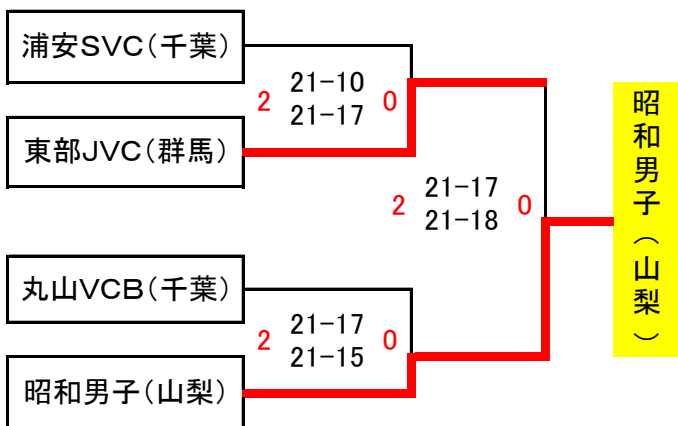 浦安SVC(千葉)
2 21-10 0
21-17
東部JVC(群馬)
2 21-17 0
21-18
丸山VCB(千葉)
2 21-17 0
21-15
昭和男子(山梨)
昭和男子(山梨)